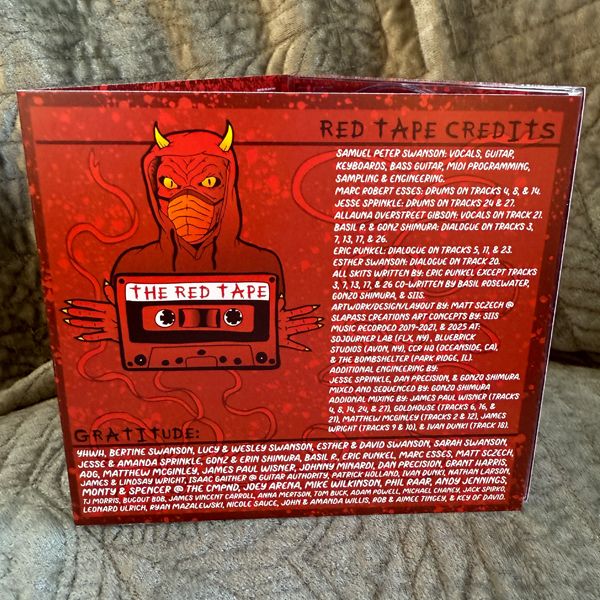 RED TAPE CREDITS
SAMUEL PETER SWANSON: VOCALS, GUITAR,
KEYBOARDS, BASS GUITAR, MIDI PROGRAMMING,
SAMPLING & ENGINEERING.
MARC ROBERT ESSES: DRUMS ON TRACKS 4, 8, & 14.
JESSE SPRINKLE: DRUMS ON TRACKS 24 & 27.
ALLAUNA OVERSTREET GIBSON: VOCALS ON TRACK 21.
BASIL R. & GONZ SHIMURA: DIALOGUE ON TRACKS 3,
7, 13, 17, & 26.
ERIC RUNKEL: DIALOGUE ON TRACKS 5, 11, & 23.
ESTHER SWANSON: DIALOG ON TRACK 20.
ALL SKITS WRITTEN BY: ERIC RUNKEL EXCEPT TRACKS
3, 7, 13, 17, & 26 CO-WRITTEN BY BASIL ROSEWATER,
GONZO SHIMURA, & SIIS.
ARTWORK/DESIGN/LAYOUT BY: MATT SCZECH @
SLAPASS CREATIONS ART CONCEPTS BY: SIIS
MUSIC RECORDED 2019-2021, & 2025 AT:
SOJOURNER LAB (FLX, NY), BLUEBRICK
STUDIOS (AVON, NY), CCR HQ (OCEANSIDE, CA),
& THE BOMBSHELTER (PARK RIDGE, IL).
ADDITIONAL ENGINEERING BY:
JESSE SPRINKLE, DAN PRECISION, & GONZO SHIMURA.
MIXED AND SEQUENCED BY: GONZO SHIMURA
ADDIONAL MIXING BY: JAMES PAUL WISNER (TRACKS
4, 8, 14, 24, & 27), GOLDHOUSE (TRACKS 6, 16, &
21), MATTHEW MCGINLEY (TRACKS 2 & 12), JAMES
WRIGHT (TRACKS 9 & 10), & IVAN DUNKI (TRACK 18).
THE RED TAPE
GRATITUDE:
YHWH, BERTINE SWANSON, LUCY & WESLEY SWANSON, ESTHER & DAVID SWANSON, SARAH SWANSON,
JESSE & AMANDA SPRINKLE, GONZ & ERIN SHIMURA, BASIL R., ERIC RUNKEL, MARC ESSES, MATT SCZECH,
ADG, MATTHEW MCGINLEY, JAMES PAUL WISNER, JOHNNY MINARDI, DAN PRECISION, GRANT HARRIS,
JAMES & LINDSAY WRIGHT, ISAAC GAITHER @ GUITAR AUTHORITY, PATRICK HOLLAND, IVAN DUNKI, NATHAN LARSON,
MONTY & SPENCER @ THE CMPND, JOEY ARENA, MIKE WILKINSON, PHIL RAAR, ANDY JENNINGS,
TJ MORRIS, BUGOUT BOB, JAMES VINCENT CARROLL, ANNA MERTSON, TOM BUCK, ADAM POWELL, MICHAEL CHANEY, JACK SPIRKO,
LEONARD ULRICH, RYAN MAZALEWSKI, NICOLE SAUCE, JOHN & AMANDA WILLIS, ROB & AIMEE TINGEY, & KEY OF DAVID.